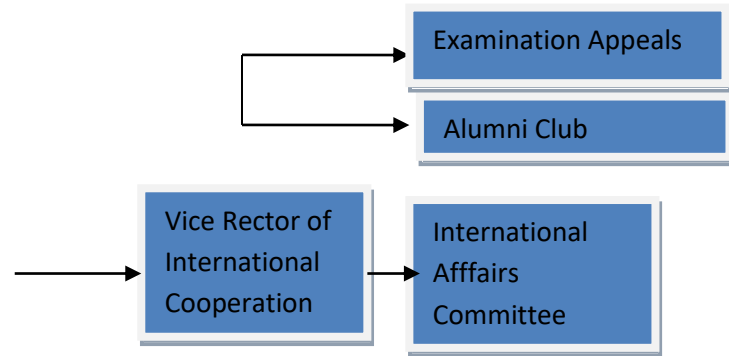 Examination Appeals
Alumni Club
Vice Rector of
International
Cooperation
International
Afffairs
Committee